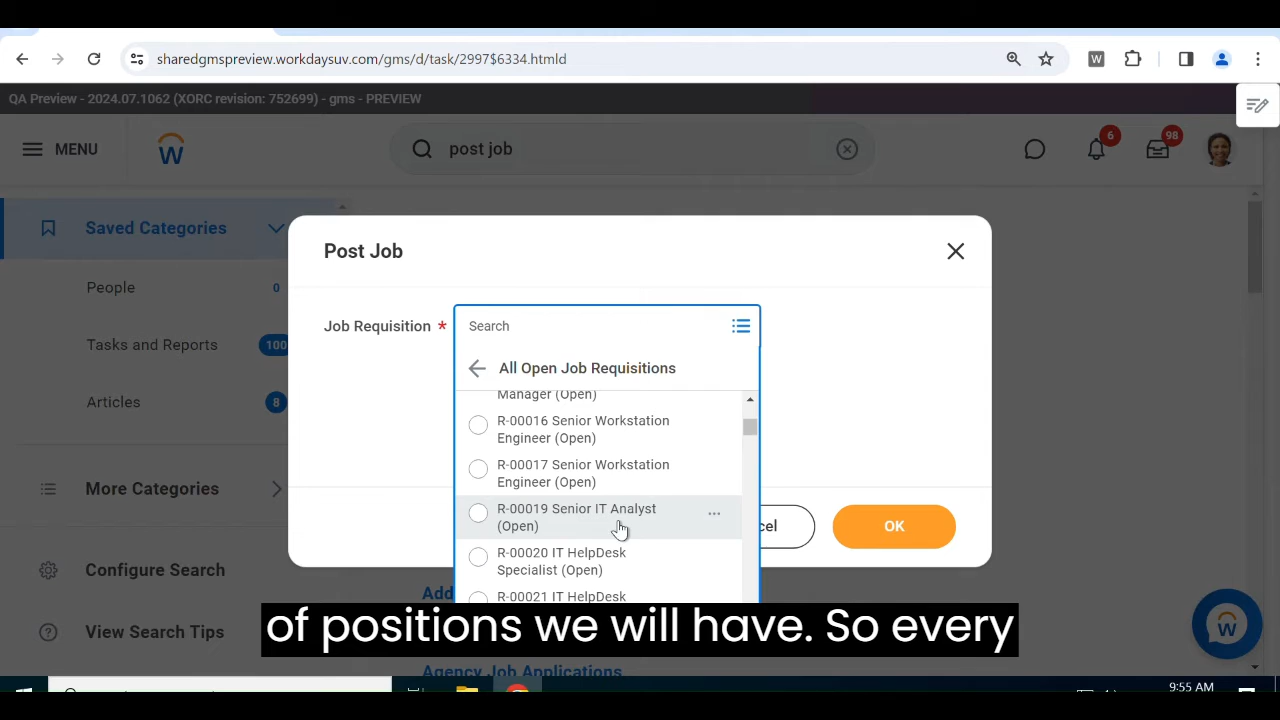 sharedgmspreview.workdaysuv.com/gms/d/task/2997$6334.htmld
W
QA Preview - 2024.07.1062 (XORC revision: 752699) - gms - PREVIEW
MENU
W
post job
6
98
Saved Categories
People
0
Tasks and Reports
100
Articles
8
More Categories
Configure Search
View Search Tips
Post Job
Job Requisition *
Search
All Open Job Requisitions
Manager (Open)
R-00016 Senior Workstation
Engineer (Open)
R-00017 Senior Workstation
Engineer (Open)
R-00019 Senior IT Analyst
(Open)
R-00020 IT HelpDesk
Specialist (Open)
R-00021 IT HelpDesk
OK
of positions we will have. So every
Agency Job Applications
W
9:55 AM